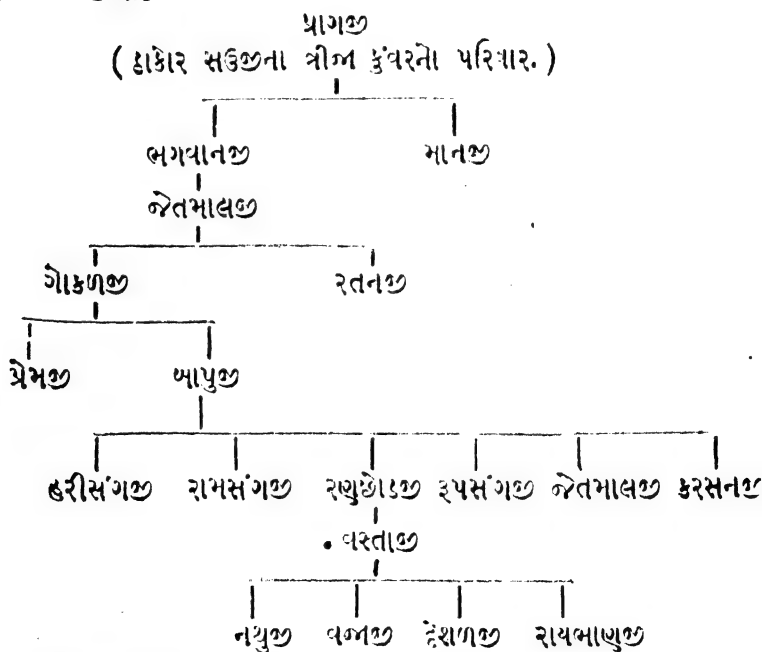 પ્રાગજી
( ઠાકોર સઉજીના ત્રીજા કુંવરનો પરિવાર. )
ભગવાનજી માનજી
જેતમાલજી
ગોકળજી રતનજી
પ્રેમજી બાપુજી
હરીસંગજી રામસંગજી રણછોડજી રૂપસંગજી જેતમાલજી કરસનજી
વસ્તાજી
નથુજી વજાજી દેશળજી રાયભાણજી